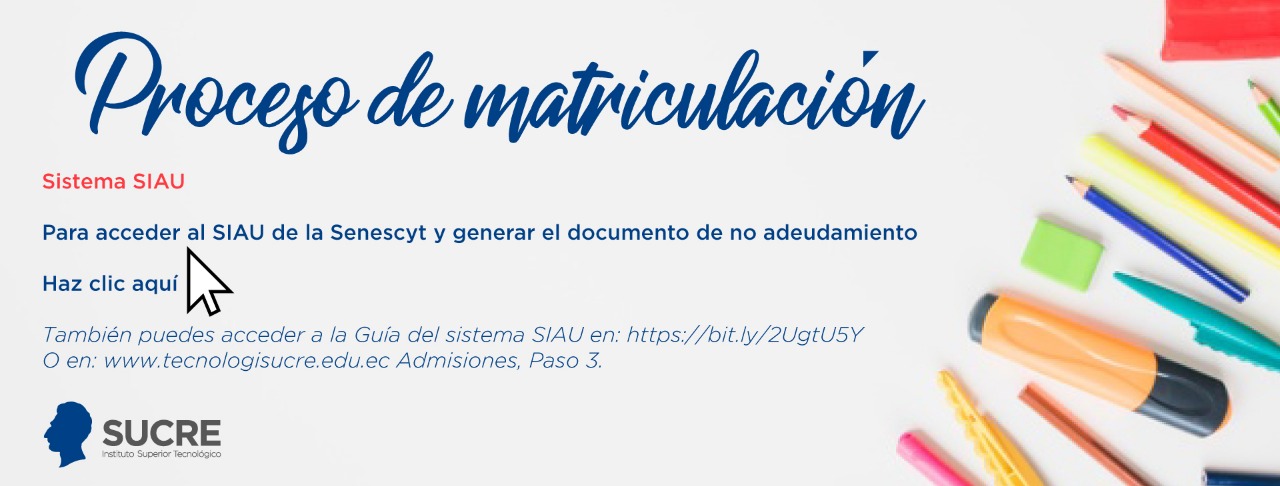 Proceso de matriculación
Sistema SIAU
Para acceder al SIAU de la Senescyt y generar el documento de no adeudamiento
Haz clic aquí
También puedes acceder a la Guía del sistema SIAU en: https://bit.ly/2UgtU5Y
O en: www.tecnologisucre.edu.ec Admisiones, Paso 3.
SUCRE
Instituto Superior Tecnológico